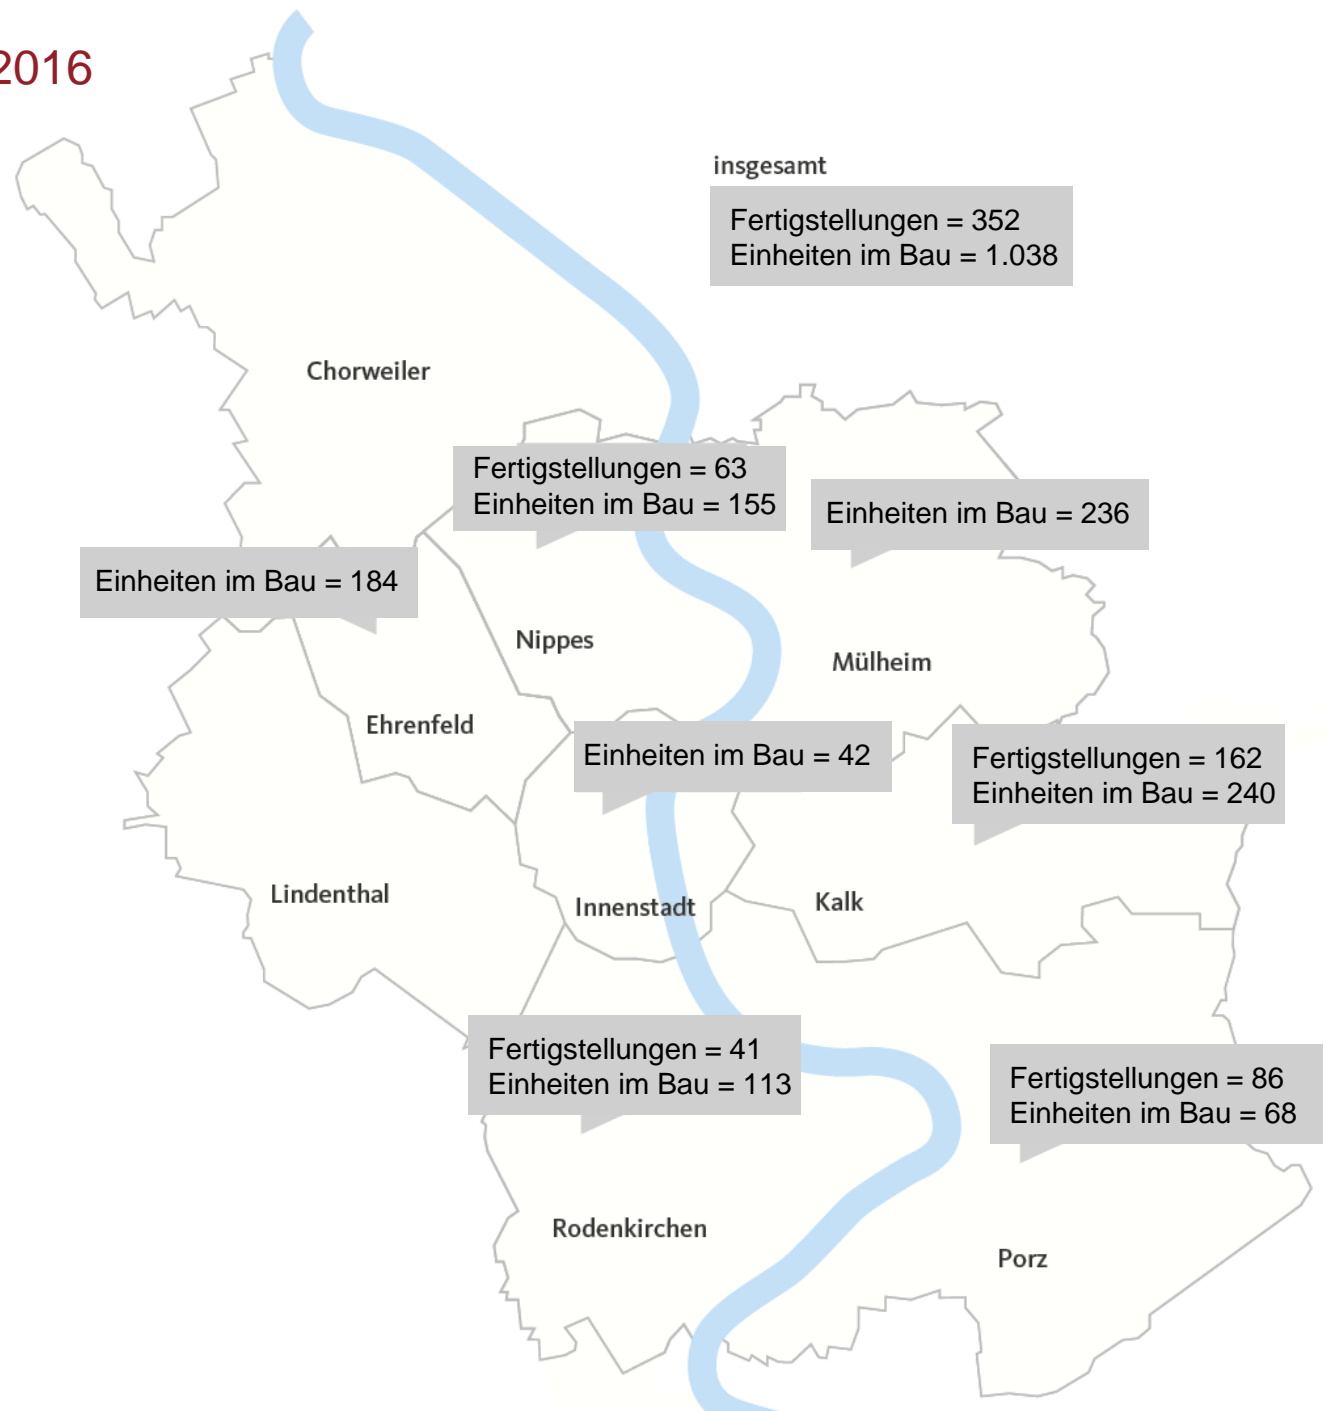 2016
insgesamt
Fertigstellungen = 352
Einheiten im Bau = 1.038
Chorweiler
Fertigstellungen = 63
Einheiten im Bau = 155
Einheiten im Bau = 236
Einheiten im Bau = 184
Nippes
Mülheim
Ehrenfeld
Einheiten im Bau = 42
Fertigstellungen = 162
Einheiten im Bau = 240
Lindenthal
Innenstadt
Kalk
Fertigstellungen = 41
Einheiten im Bau = 113
Fertigstellungen = 86
Einheiten im Bau = 68
Rodenkirchen
Porz